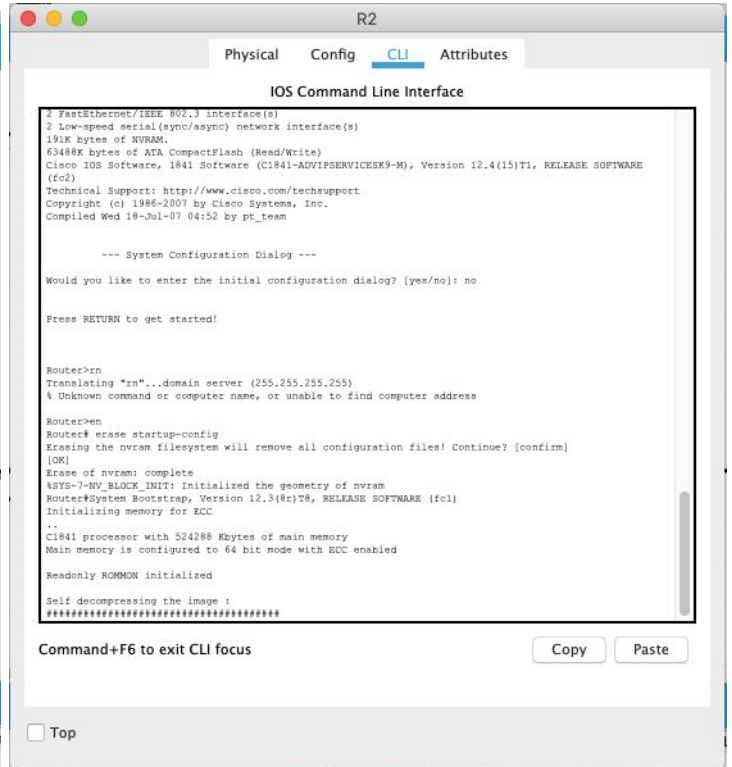 R2
Physical Config CLI Attributes
IOS Command Line Interface
2 FastEthernet/IEEE 802.3 interface(s)
2 Low-speed serial(sync/async) network interface(s)
191K bytes of NVRAM.
63488K bytes of ATA CompactFlash (Read/Write)
Cisco IOS Software, 1841 Software (C1841-ADVIPSERVICESK9-M), Version 12.4(15)T1, RELEASE SOFTWARE
(fc2)
Technical Support: http://www.cisco.com/techsupport
Copyright (c) 1986-2007 by Cisco Systems, Inc.
Compiled Wed 18-Jul-07 04:52 by pt_team
--- System Configuration Dialog ---
Would you like to enter the initial configuration dialog? [yes/no]: no
Press RETURN to get started!
Router>rn
Translating "rn"...domain server (255.255.255.255)
% Unknown command or computer name, or unable to find computer address
Router>en
Router# erase startup-config
Erasing the nvram filesystem will remove all configuration files! Continue? [confirm]
[OK]
Erase of nvram: complete
%SYS-7-NV_BLOCK_INIT: Initialized the geometry of nvram
Router#System Bootstrap, Version 12.3(8r)T8, RELEASE SOFTWARE (fc1)
Initializing memory for ECC
..
C1841 processor with 524288 Kbytes of main memory
Main memory is configured to 64 bit mode with ECC enabled
Readonly ROMMON initialized
Self decompressing the image :
######################################
Command+F6 to exit CLI focus
Copy Paste
Top